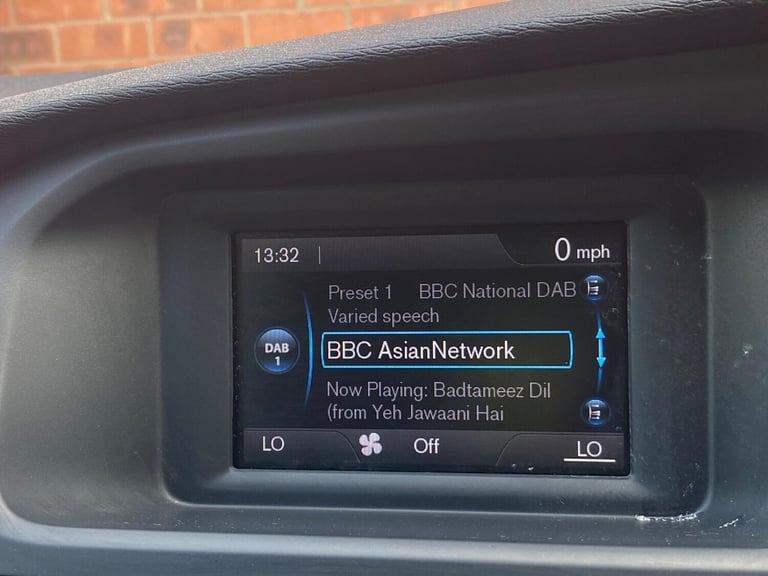 13:32 0 mph
Preset 1 BBC National DAB
Varied speech
DAB
1
BBC AsianNetwork
Now Playing: Badtameez Dil
(from Yeh Jawaani Hai
LO Off LO